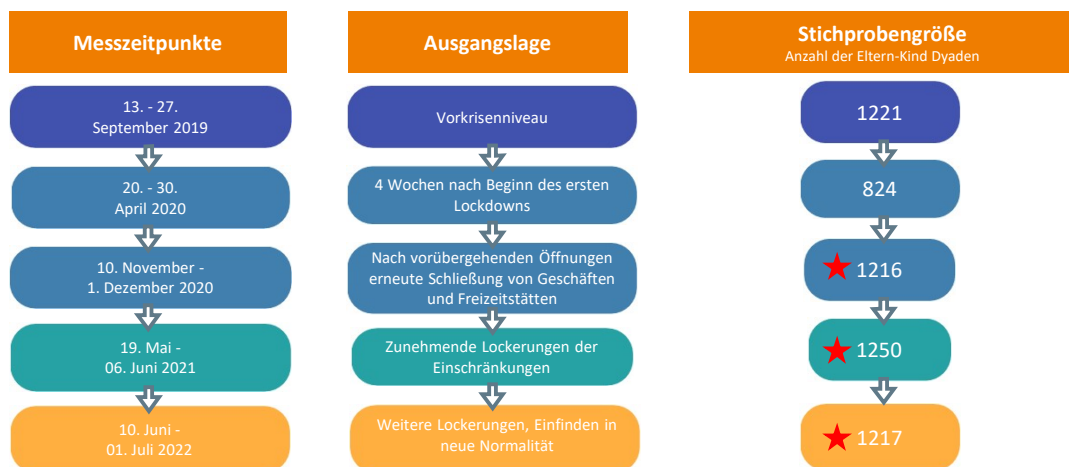 Messzeitpunkte
13. - 27.
September 2019
20. - 30.
April 2020
10. November -
1. Dezember 2020
19. Mai -
06. Juni 2021
10. Juni -
01. Juli 2022
Ausgangslage
Vorkrisenniveau
4 Wochen nach Beginn des ersten
Lockdowns
Nach vorübergehenden Öffnungen
erneute Schließung von Geschäften
und Freizeitstätten
Zunehmende Lockerungen der
Einschränkungen
Weitere Lockerungen, Einfinden in
neue Normalität
Stichprobengröße
Anzahl der Eltern-Kind Dyaden
1221
824
1216
1250
1217